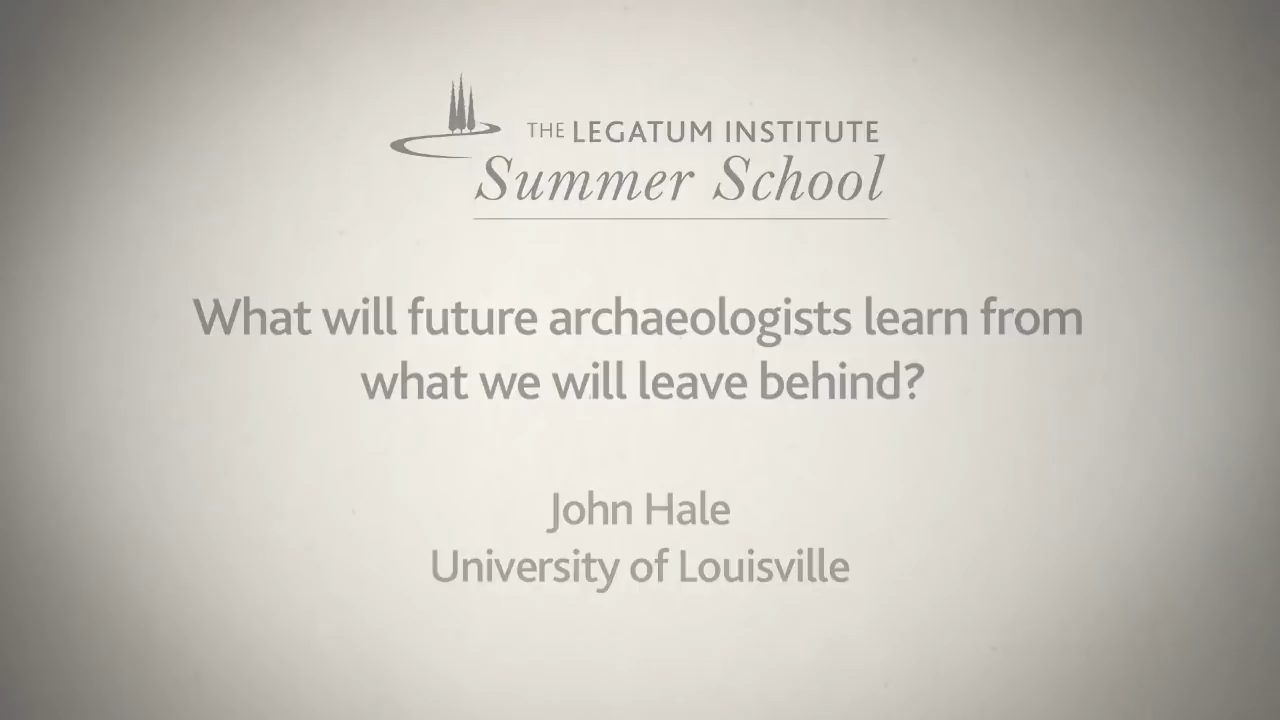 THE LEGATUM INSTITUTE
Summer School
What will future archaeologists learn from
what we will leave behind?
John Hale
University of Louisville